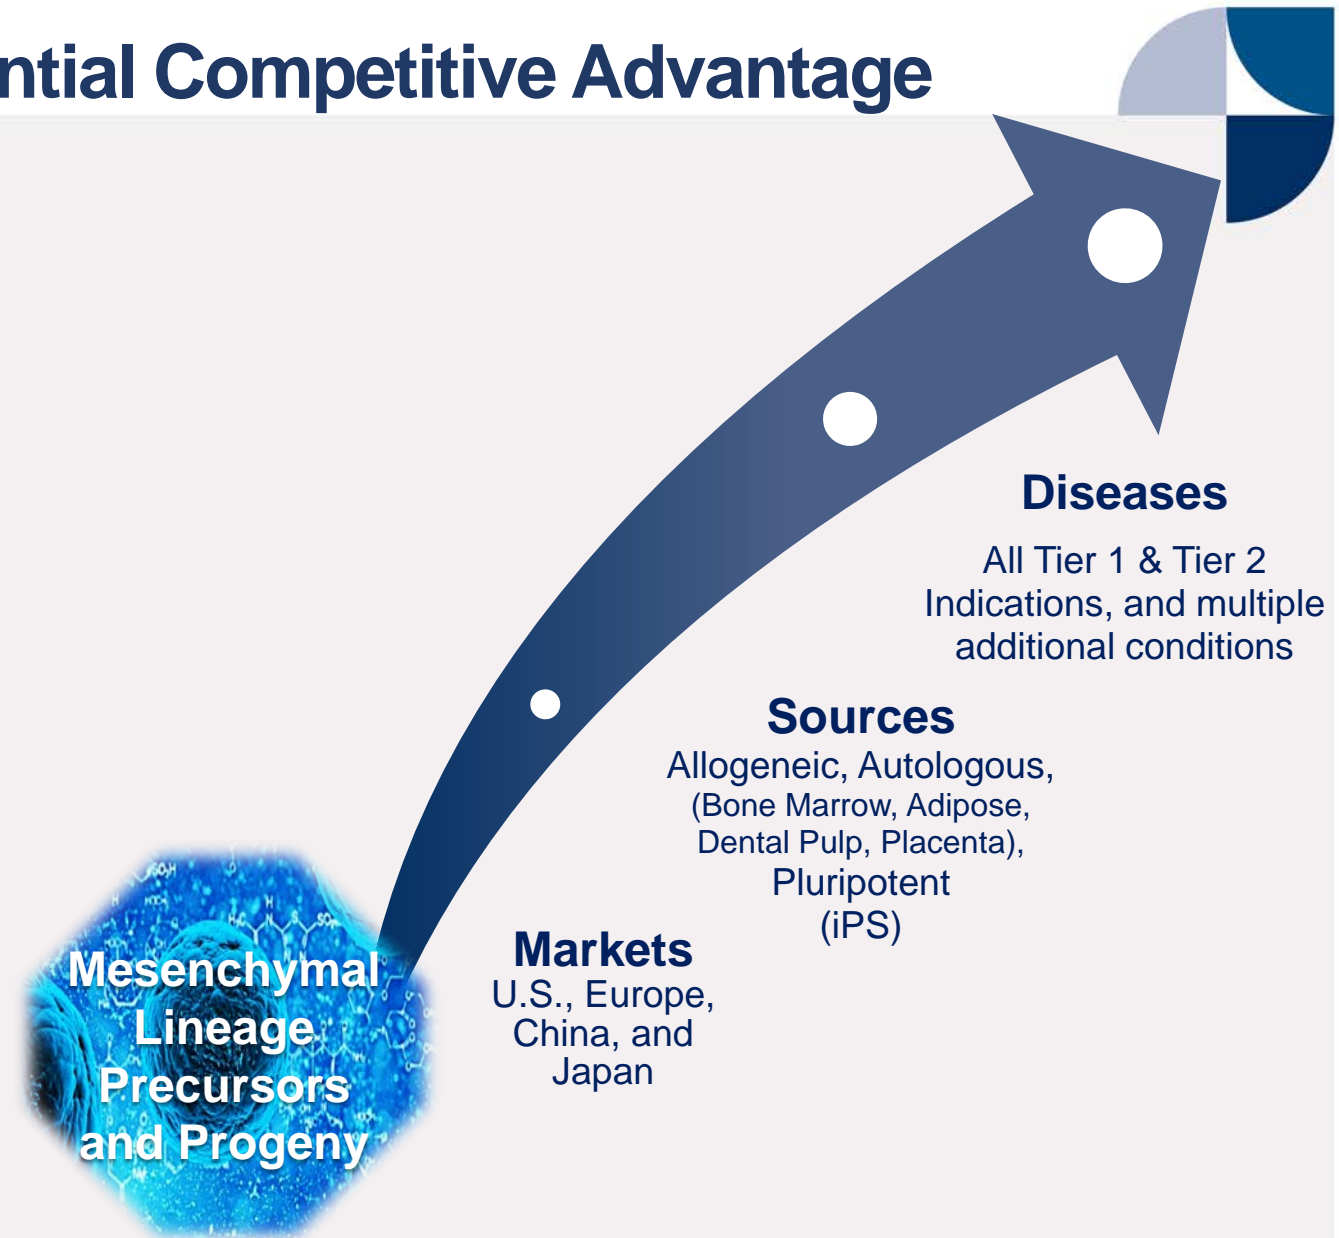 ntial Competitive Advantage
Diseases
All Tier 1 & Tier 2
Indications, and multiple
additional conditions
Sources
Allogeneic, Autologous,
(Bone Marrow, Adipose,
Dental Pulp, Placenta),
Pluripotent
(iPS)
Markets
U.S., Europe,
China, and
Japan
Mesenchymal
Lineage
Precursors
and Progeny